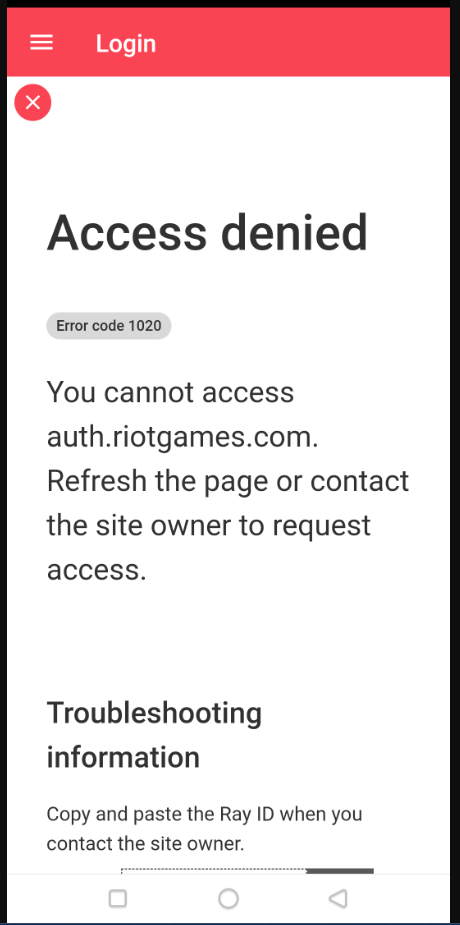 Login
Access denied
Error code 1020
You cannot access
auth.riotgames.com.
Refresh the page or contact
the site owner to request
access.
Troubleshooting
information
Copy and paste the Ray ID when you
contact the site owner.